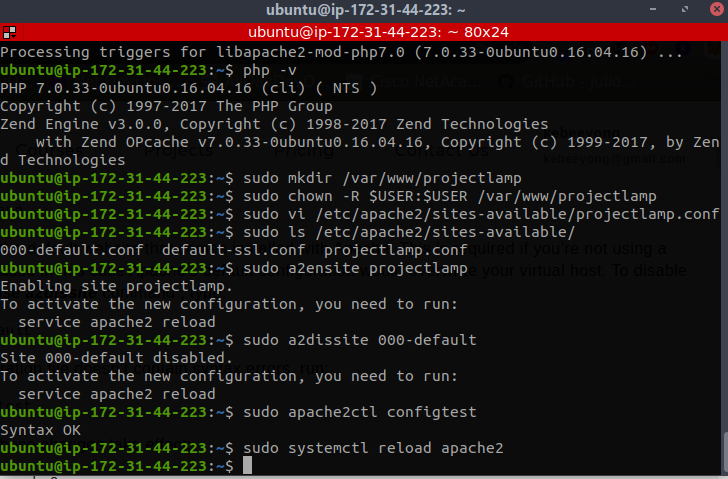 ubuntu@ip-172-31-44-223: ~
ubuntu@ip-172-31-44-223: ~ 80x24
Processing triggers for libapache2-mod-php7.0 (7.0.33-0ubuntu0.16.04.16) ...
ubuntu@ip-172-31-44-223:~$ php -v
PHP 7.0.33-0ubuntu0.16.04.16 (cli) ( NTS )
Copyright (c) 1997-2017 The PHP Group
Zend Engine v3.0.0, Copyright (c) 1998-2017 Zend Technologies
    with Zend OPcache v7.0.33-0ubuntu0.16.04.16, Copyright (c) 1999-2017, by Zen
d Technologies
ubuntu@ip-172-31-44-223:~$ sudo mkdir /var/www/projectlamp
ubuntu@ip-172-31-44-223:~$ sudo chown -R $USER:$USER /var/www/projectlamp
ubuntu@ip-172-31-44-223:~$ sudo vi /etc/apache2/sites-available/projectlamp.conf
ubuntu@ip-172-31-44-223:~$ sudo ls /etc/apache2/sites-available/
000-default.conf  default-ssl.conf  projectlamp.conf
ubuntu@ip-172-31-44-223:~$ sudo a2ensite projectlamp
Enabling site projectlamp.
To activate the new configuration, you need to run:
  service apache2 reload
ubuntu@ip-172-31-44-223:~$ sudo a2dissite 000-default
Site 000-default disabled.
To activate the new configuration, you need to run:
  service apache2 reload
ubuntu@ip-172-31-44-223:~$ sudo apache2ctl configtest
Syntax OK
ubuntu@ip-172-31-44-223:~$ sudo systemctl reload apache2
ubuntu@ip-172-31-44-223:~$